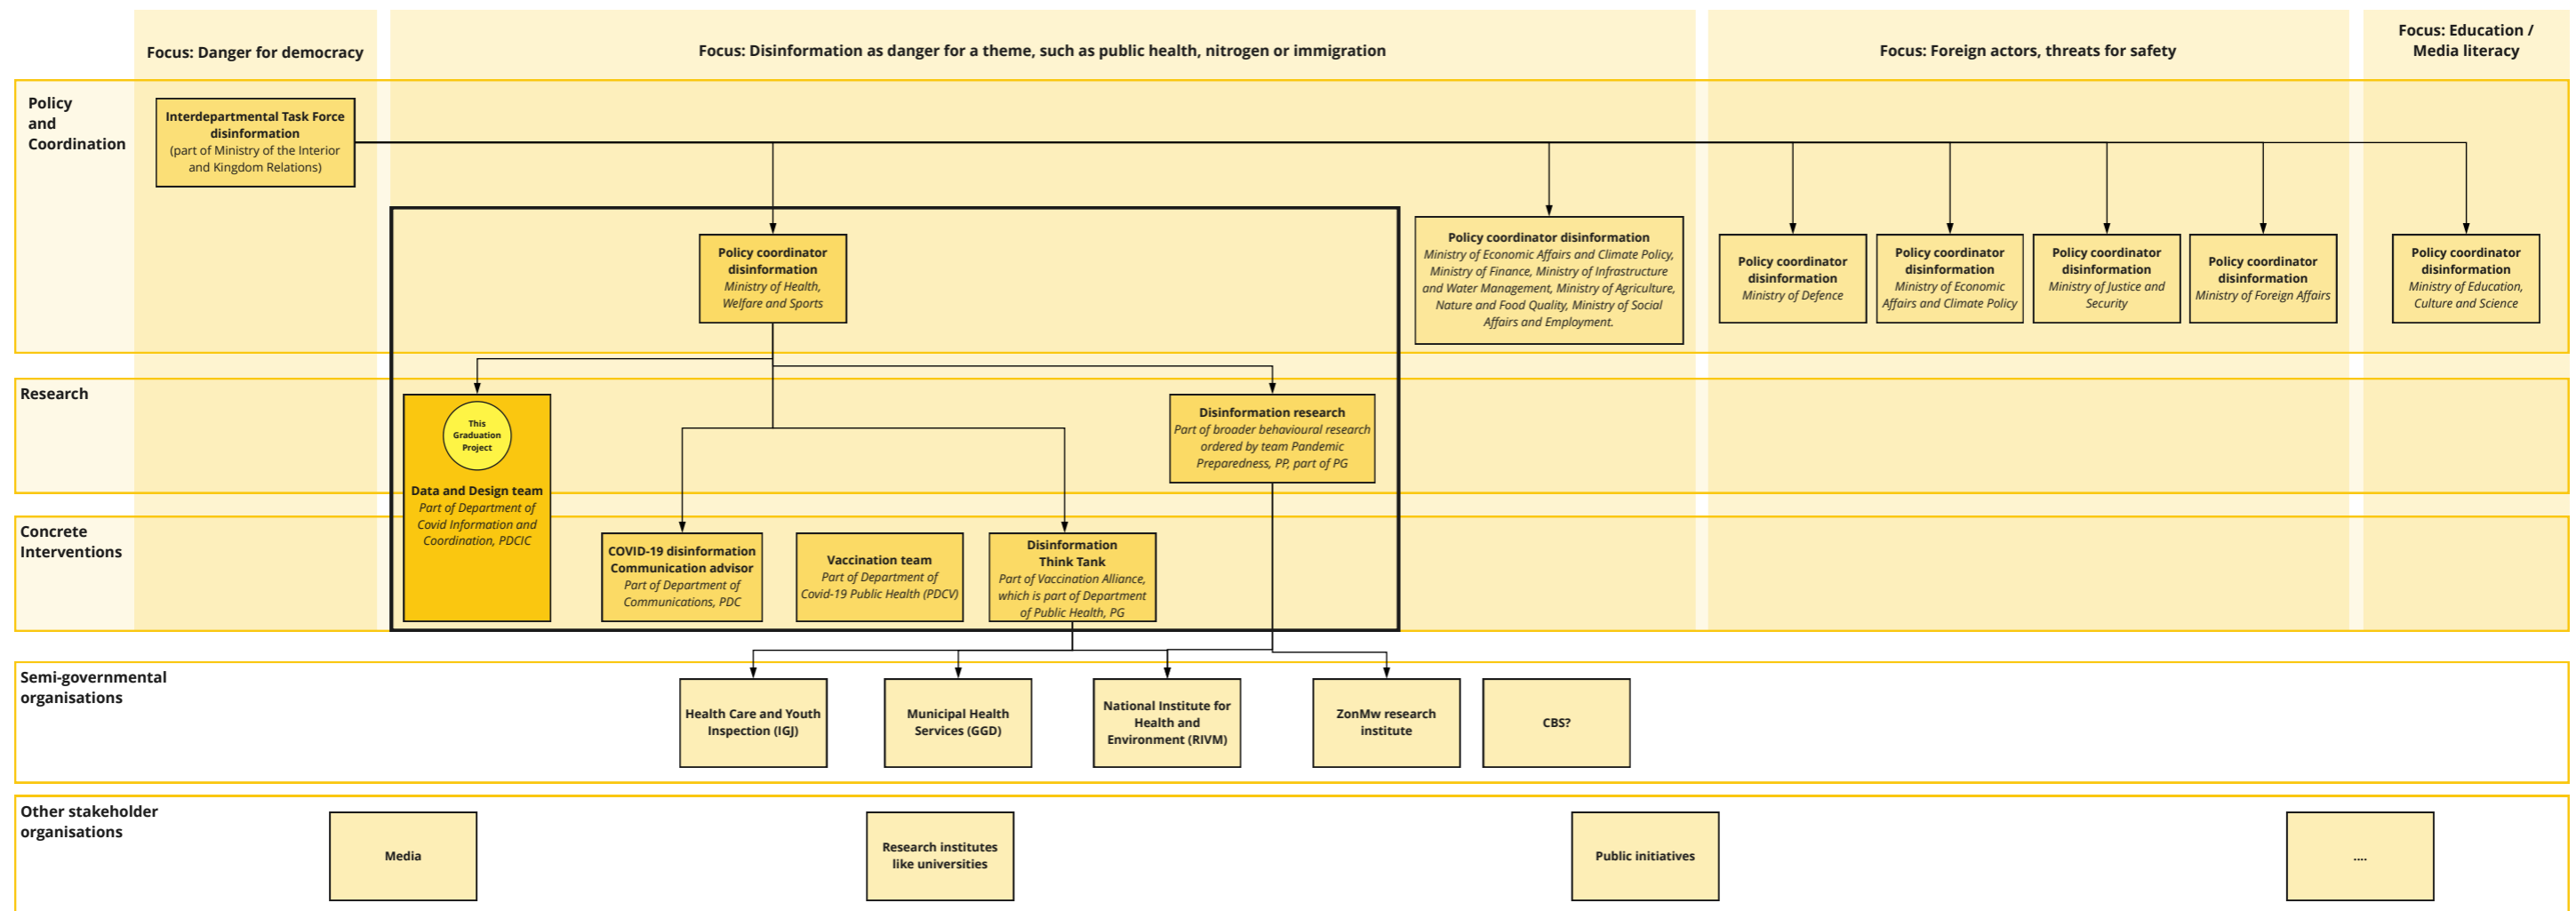 Focus: Danger for democracy
Focus: Disinformation as danger for a theme, such as public health, nitrogen or immigration
Focus: Foreign actors, threats for safety
Focus: Education /
Media literacy
Policy
and
Coordination
Interdepartmental Task Force
disinformation
(part of Ministry of the Interior
and Kingdom Relations)
Policy coordinator
disinformation
Ministry of Health,
Welfare and Sports
Policy coordinator disinformation
Ministry of Economic Affairs and Climate Policy,
Ministry of Finance, Ministry of Infrastructure
and Water Management, Ministry of Agriculture,
Nature and Food Quality, Ministry of Social
Affairs and Employment.
Policy coordinator
disinformation
Ministry of Defence
Policy coordinator
disinformation
Ministry of Economic
Affairs and Climate Policy
Policy coordinator
disinformation
Ministry of Justice and
Security
Policy coordinator
disinformation
Ministry of Foreign Affairs
Policy coordinator
disinformation
Ministry of Education,
Culture and Science
Research
This
Graduation
Project
Data and Design team
Part of Department of
Covid Information and
Coordination, PDCIC
Disinformation research
Part of broader behavioural research
ordered by team Pandemic
Preparedness, PP, part of PG
Concrete
Interventions
COVID-19 disinformation
Communication advisor
Part of Department of
Communications, PDC
Vaccination team
Part of Department of
Covid-19 Public Health (PDCV)
Disinformation
Think Tank
Part of Vaccination Alliance,
which is part of Department
of Public Health, PG
Semi-governmental
organisations
Health Care and Youth
Inspection (IGJ)
Municipal Health
Services (GGD)
National Institute for
Health and
Environment (RIVM)
ZonMw research
institute
CBS?
Other stakeholder
organisations
Media
Research institutes
like universities
Public initiatives
....